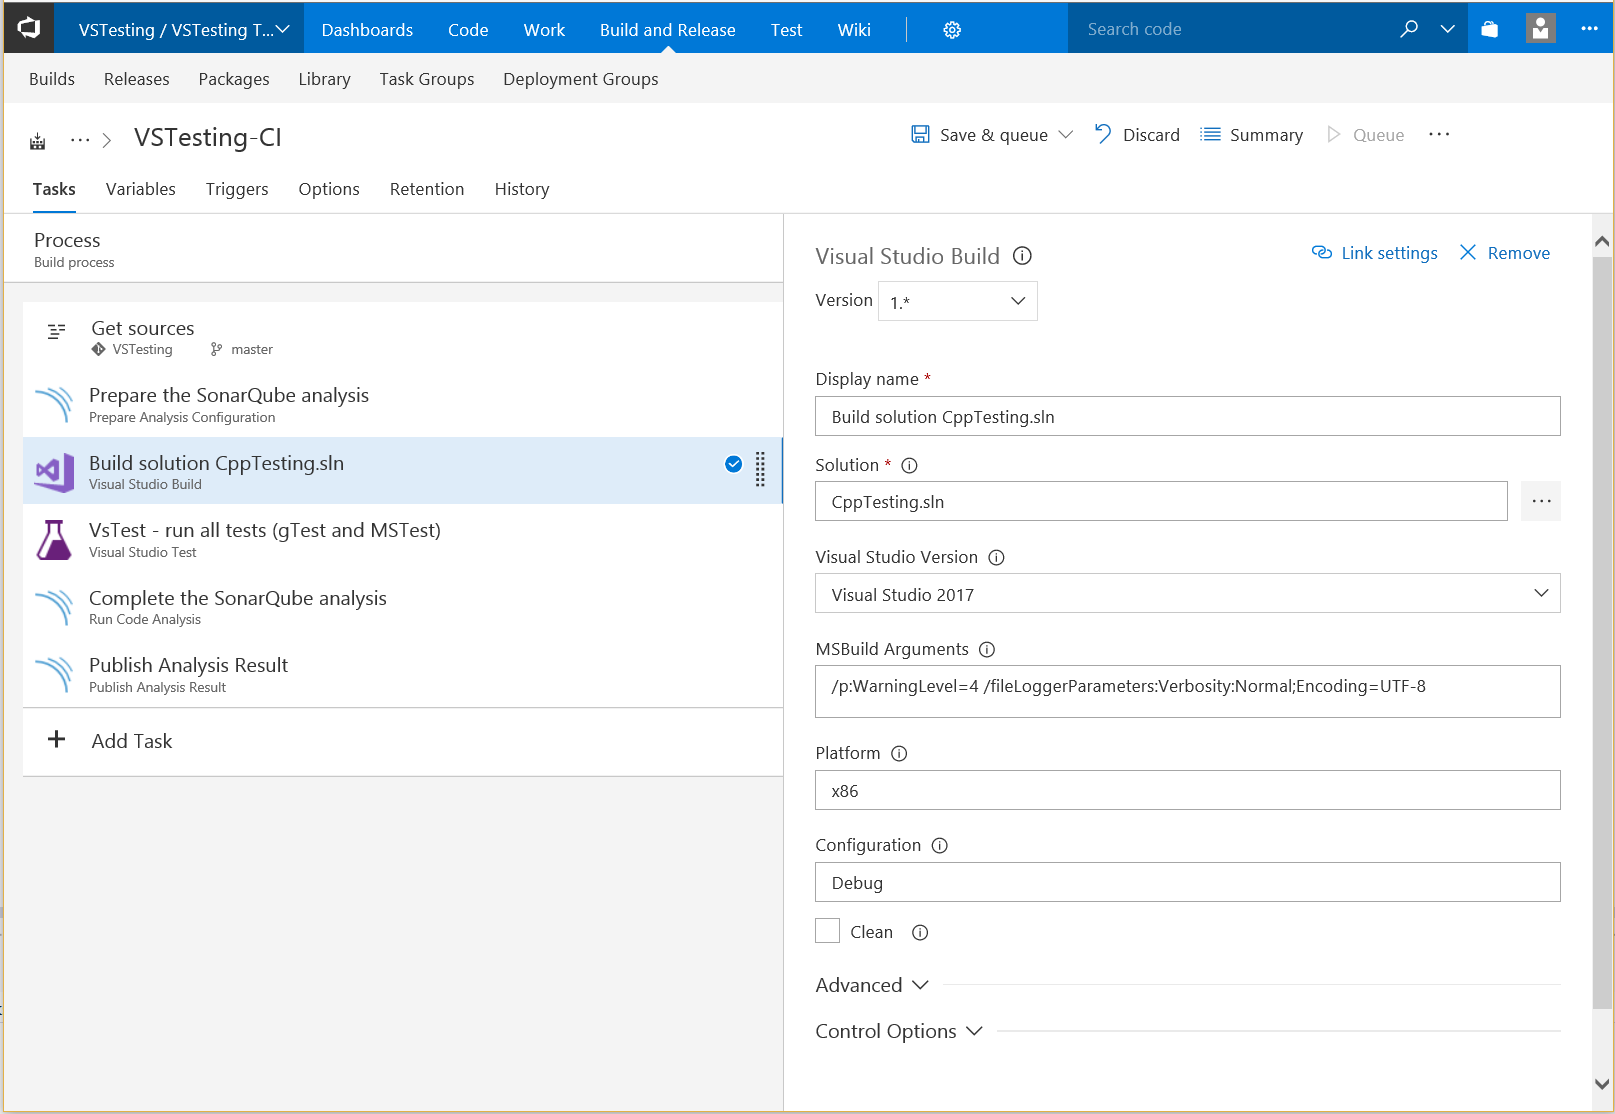 VSTesting / VSTesting T... Dashboards Code Work Build and Release Test Wiki Search code ...
Builds Releases Packages Library Task Groups Deployment Groups
... > VSTesting-CI Save & queue Discard Summary Queue ...
Tasks Variables Triggers Options Retention History
Process
Build process
Get sources
VSTesting master
Prepare the SonarQube analysis
Prepare Analysis Configuration
Build solution CppTesting.sln
Visual Studio Build
VsTest - run all tests (gTest and MSTest)
Visual Studio Test
Complete the SonarQube analysis
Run Code Analysis
Publish Analysis Result
Publish Analysis Result
+ Add Task
Visual Studio Build Link settings Remove
Version 1.*
Display name *
Build solution CppTesting.sln
Solution *
CppTesting.sln ...
Visual Studio Version
Visual Studio 2017
MSBuild Arguments
/p:WarningLevel=4 /fileLoggerParameters:Verbosity:Normal;Encoding=UTF-8
Platform
x86
Configuration
Debug
Clean
Advanced
Control Options